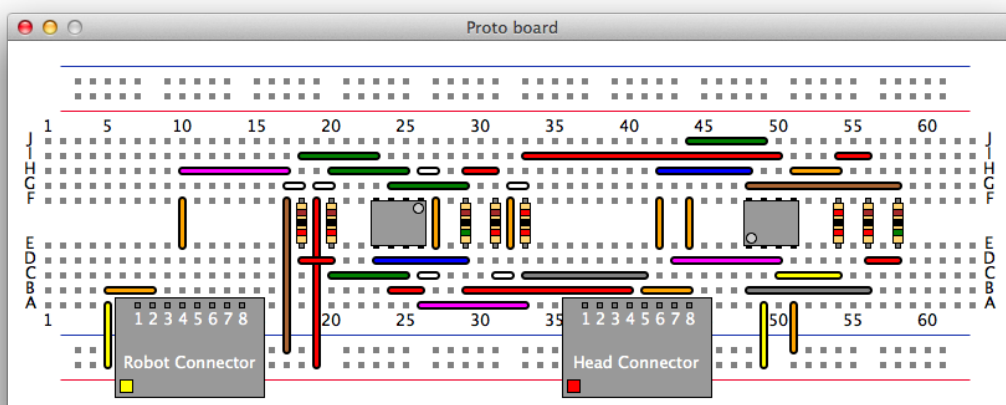 Proto board
1 5 10 15 20 25 30 35 40 45 50 55 60
J J
I I
H H
G G
F F
E E
D D
C C
B B
A A
1 2 3 4 5 6 7 8 1 2 3 4 5 6 7 8
1 20 25 30 35 50 55 60
Robot Connector Head Connector